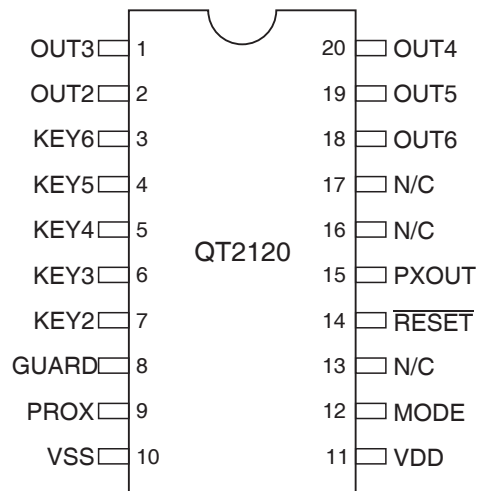 OUT3 1 20 OUT4
OUT2 2 19 OUT5
KEY6 3 18 OUT6
KEY5 4 17 N/C
KEY4 5 16 N/C
QT2120
KEY3 6 15 PXOUT
KEY2 7 14 RESET
GUARD 8 13 N/C
PROX 9 12 MODE
VSS 10 11 VDD